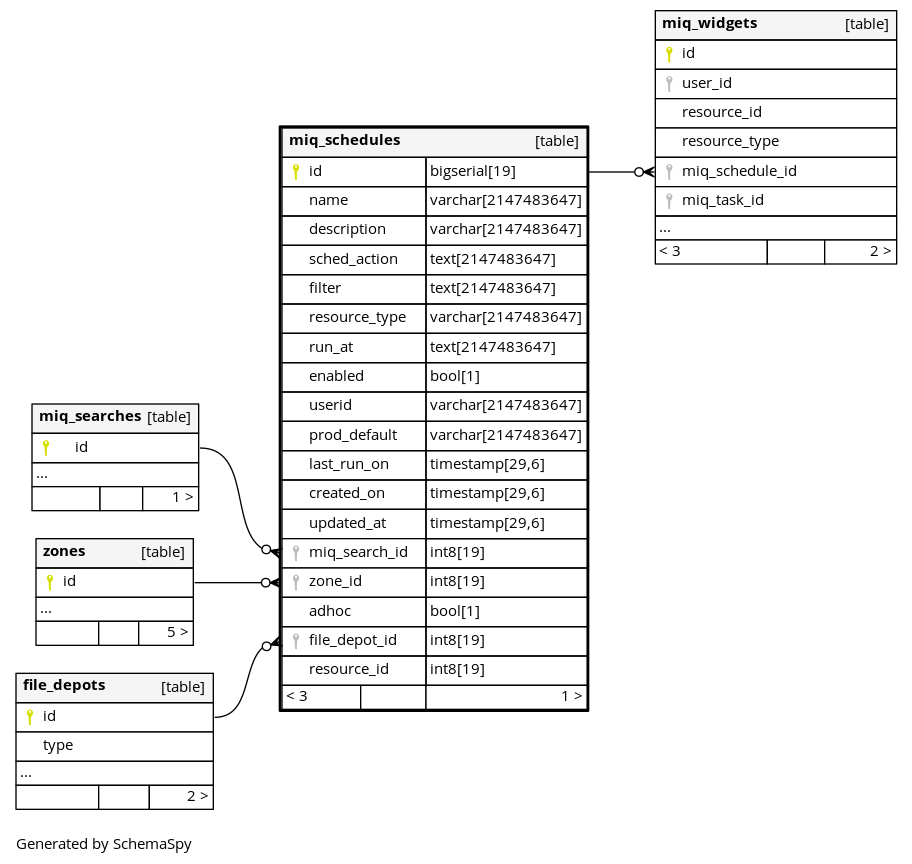 miq_widgets [table]
id
user_id
resource_id
resource_type
miq_schedule_id
miq_task_id
...
< 3 2 >
miq_schedules [table]
id bigserial[19]
name varchar[2147483647]
description varchar[2147483647]
sched_action text[2147483647]
filter text[2147483647]
resource_type varchar[2147483647]
run_at text[2147483647]
enabled bool[1]
userid varchar[2147483647]
prod_default varchar[2147483647]
last_run_on timestamp[29,6]
created_on timestamp[29,6]
updated_at timestamp[29,6]
miq_search_id int8[19]
zone_id int8[19]
adhoc bool[1]
file_depot_id int8[19]
resource_id int8[19]
< 3 1 >
miq_searches [table]
id
...
1 >
zones [table]
id
...
5 >
file_depots [table]
id
type
...
2 >
Generated by SchemaSpy